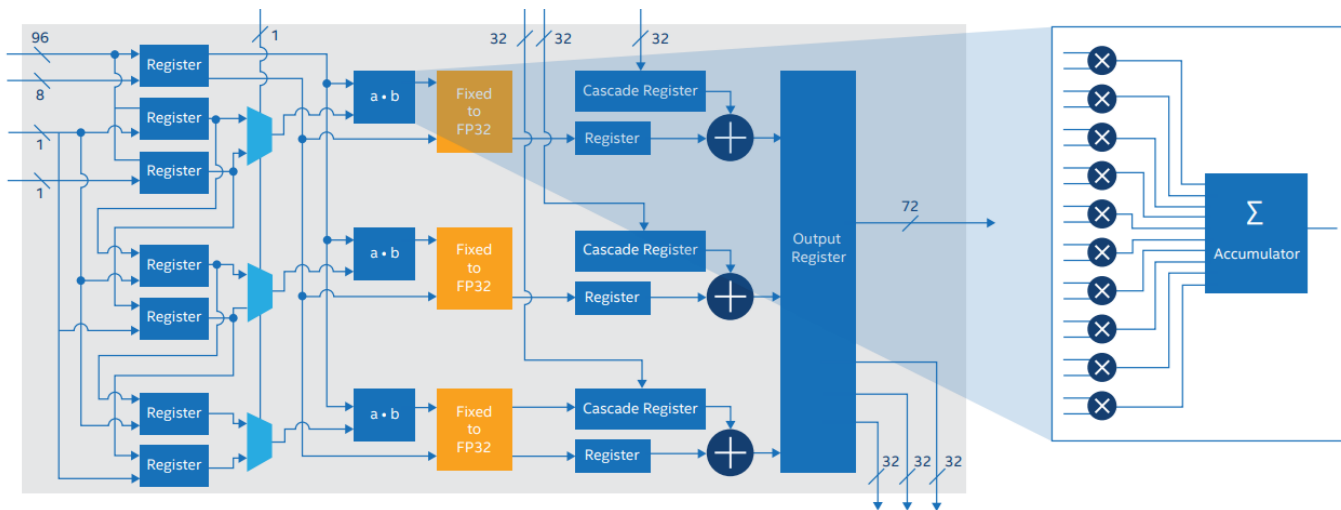 96
1
32
32
32
8
Register
a • b
Fixed
to
FP32
Cascade Register
Register
1
Register
1
Register
72
Σ
Accumulator
Register
a • b
Fixed
to
FP32
Cascade Register
Output
Register
Register
Register
Register
a • b
Fixed
to
FP32
Cascade Register
Register
Register
32
32
32